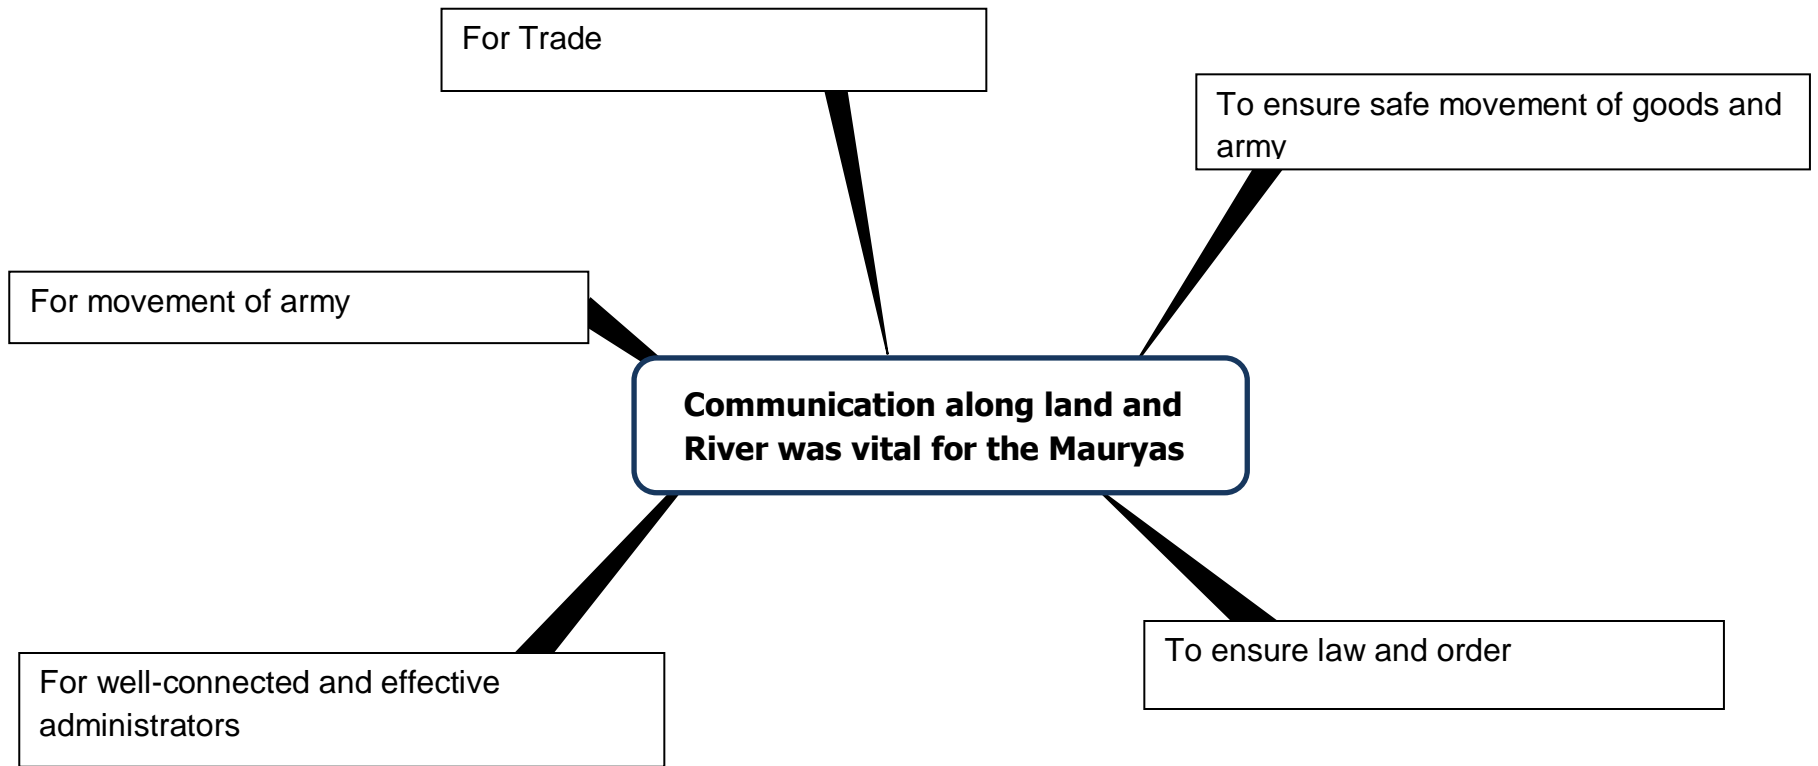 For Trade
To ensure safe movement of goods and
army
For movement of army
Communication along land and
River was vital for the Mauryas
To ensure law and order
For well-connected and effective
administrators